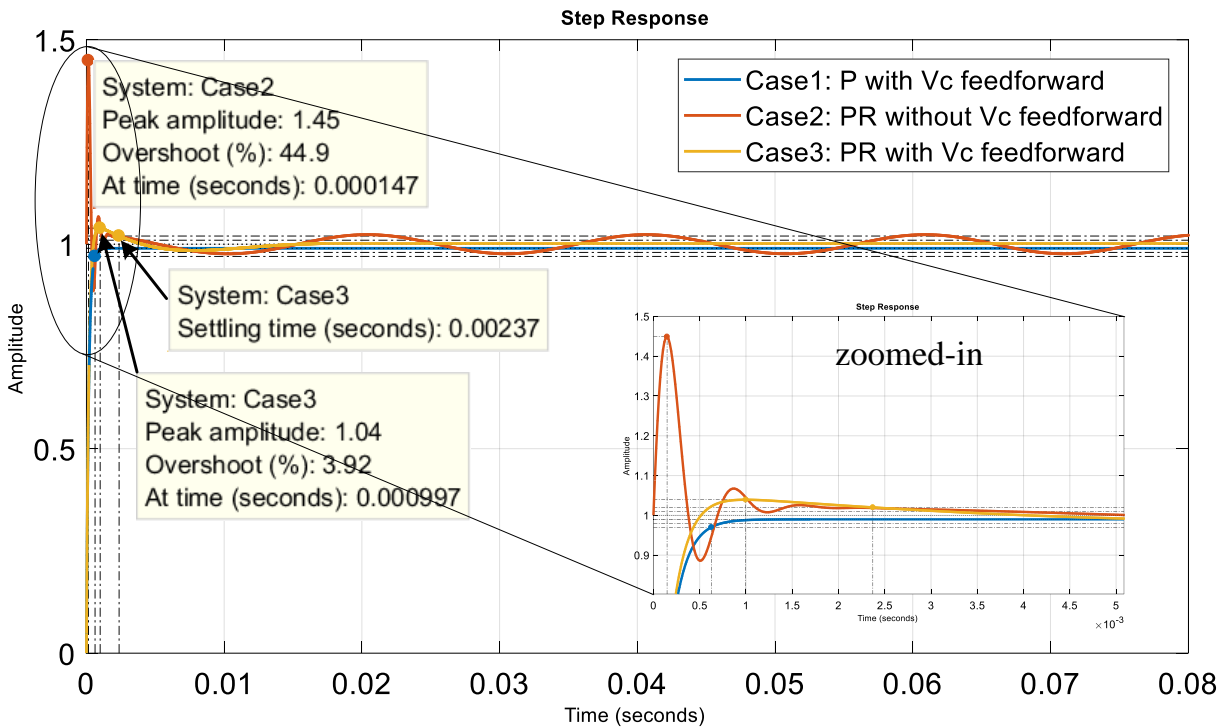 Step Response
1.5
Case1: P with Vc feedforward
Case2: PR without Vc feedforward
Case3: PR with Vc feedforward
System: Case2
Peak amplitude: 1.45
Overshoot (%): 44.9
At time (seconds): 0.000147
1
System: Case3
Settling time (seconds): 0.00237
Amplitude
System: Case3
Peak amplitude: 1.04
Overshoot (%): 3.92
At time (seconds): 0.000997
0.5
0
0 0.01 0.02 0.03 0.04 0.05 0.06 0.07 0.08
Time (seconds)
Step Response
zoomed-in
1.5
1.4
1.3
1.2
1.1
1
0.9
Amplitude
0 0.5 1 1.5 2 2.5 3 3.5 4 4.5 5
Time (seconds)
×10⁻³